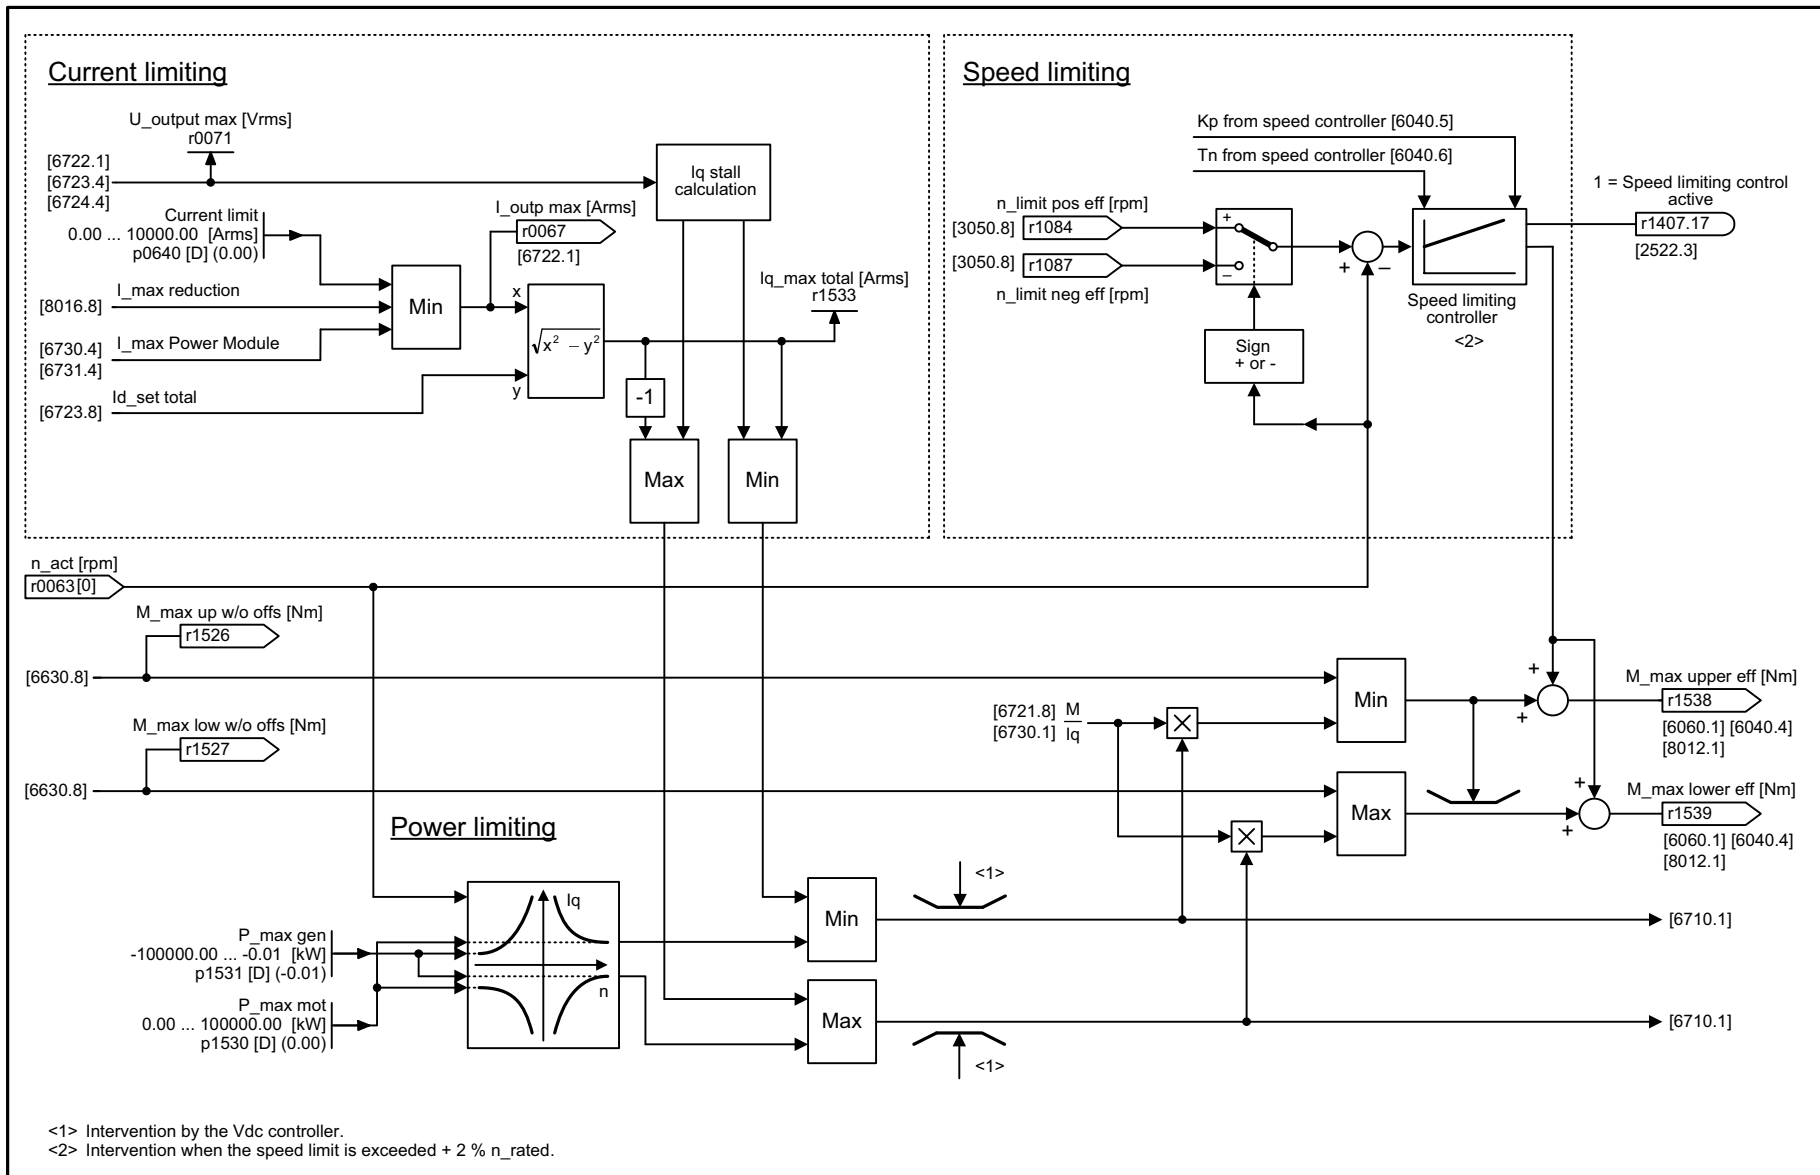 Current limiting
U_output max [Vrms]
r0071
[6722.1]
[6723.4]
[6724.4]
Iq stall
calculation
Current limit
0.00 ... 10000.00 [Arms]
p0640 [D] (0.00)
I_outp max [Arms]
r0067
[6722.1]
I_max reduction
[8016.8]
Min
I_max Power Module
[6730.4]
[6731.4]
Id_set total
[6723.8]
x
y
√x² – y²
Iq_max total [Arms]
r1533
-1
Max
Min
Speed limiting
Kp from speed controller [6040.5]
Tn from speed controller [6040.6]
n_limit pos eff [rpm]
[3050.8]
r1084
[3050.8]
r1087
n_limit neg eff [rpm]
+
–
+
–
Sign
+ or -
Speed limiting
controller
<2>
1 = Speed limiting control
active
r1407.17
[2522.3]
n_act [rpm]
r0063[0]
M_max up w/o offs [Nm]
r1526
[6630.8]
M_max low w/o offs [Nm]
r1527
[6630.8]
[6721.8] M
[6730.1] Iq
×
×
Min
Max
+
+
M_max upper eff [Nm]
r1538
[6060.1] [6040.4]
[8012.1]
+
+
M_max lower eff [Nm]
r1539
[6060.1] [6040.4]
[8012.1]
Power limiting
Iq
n
P_max gen
-100000.00 ... -0.01 [kW]
p1531 [D] (-0.01)
P_max mot
0.00 ... 100000.00 [kW]
p1530 [D] (0.00)
Min
<1>
[6710.1]
Max
<1>
[6710.1]
<1> Intervention by the Vdc controller.
<2> Intervention when the speed limit is exceeded + 2 % n_rated.